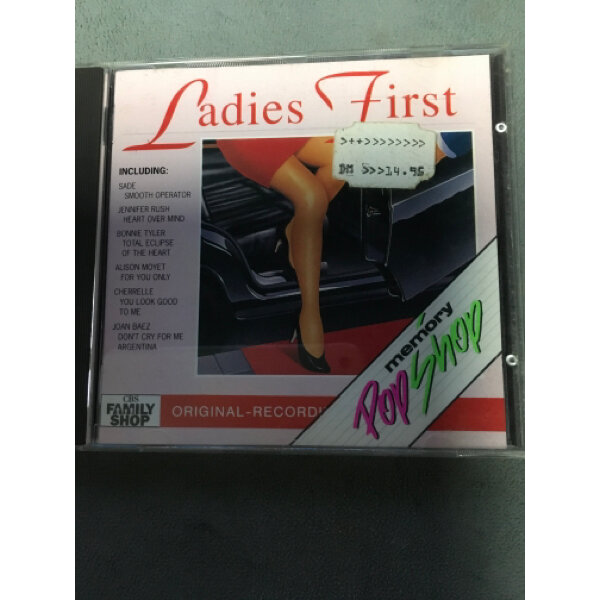 Ladies First
>++>>>>>>>>
DM >>>14.95
INCLUDING:
SADE
SMOOTH OPERATOR
JENNIFER RUSH
HEART OVER MIND
BONNIE TYLER
TOTAL ECLIPSE
OF THE HEART
ALISON MOYET
FOR YOU ONLY
CHERRELLE
YOU LOOK GOOD
TO ME
JOAN BAEZ
DON'T CRY FOR ME
ARGENTINA
memory
Pop Shop
CBS
FAMILY
SHOP
ORIGINAL-RECORDI